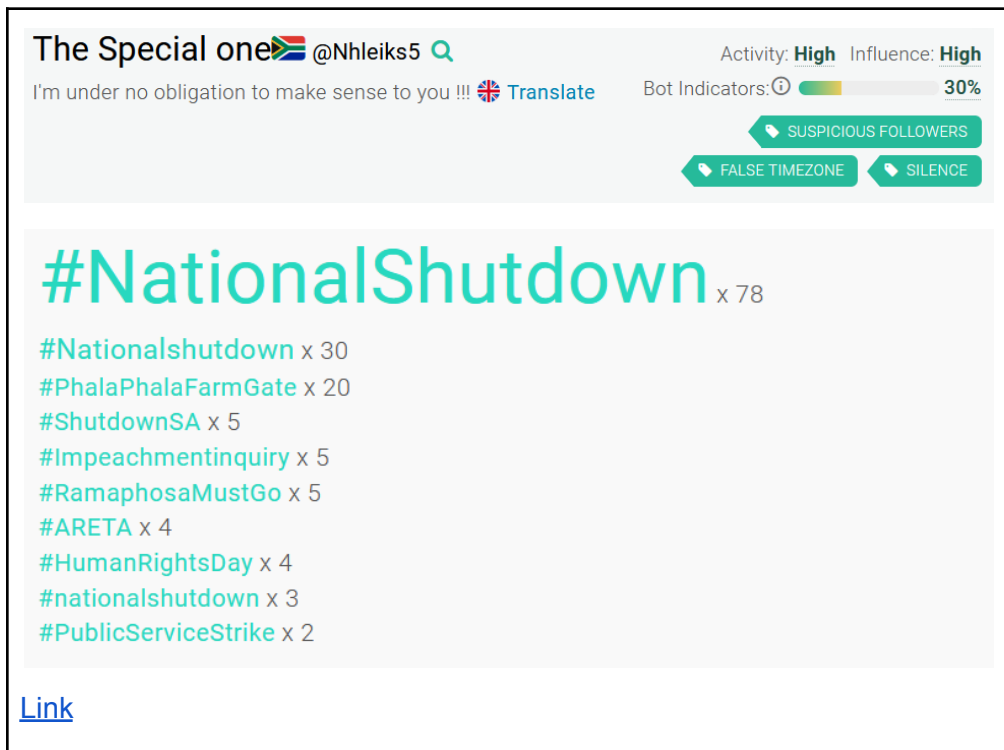 The Special one🇿🇦 @Nhleiks5
Activity: High Influence: High
I'm under no obligation to make sense to you !!! 🇬🇧 Translate
Bot Indicators: 30%
SUSPICIOUS FOLLOWERS
FALSE TIMEZONE SILENCE
#NationalShutdown x 78
#Nationalshutdown x 30
#PhalaPhalaFarmGate x 20
#ShutdownSA x 5
#Impeachmentinquiry x 5
#RamaphosaMustGo x 5
#ARETA x 4
#HumanRightsDay x 4
#nationalshutdown x 3
#PublicServiceStrike x 2
Link